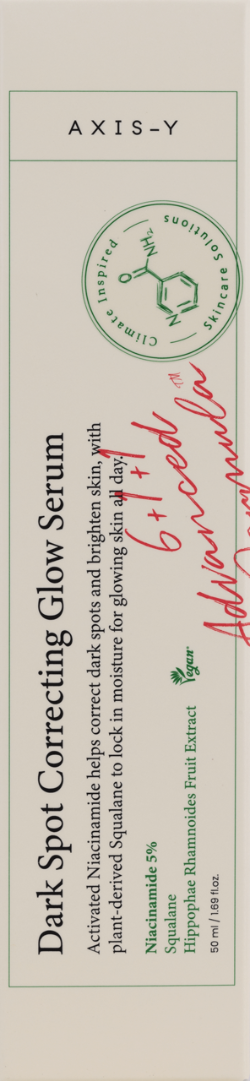 AXIS-Y
Climate Inspired
Skincare Solutions
O
NH₂
N
Dark Spot Correcting Glow Serum
Activated Niacinamide helps correct dark spots and brighten skin, with
plant-derived Squalane to lock in moisture for glowing skin all day.
6+1+1
Advanced
Formula™
Niacinamide 5%
Squalane
Hippophae Rhamnoides Fruit Extract
Vegan
50 ml / 1.69 fl.oz.